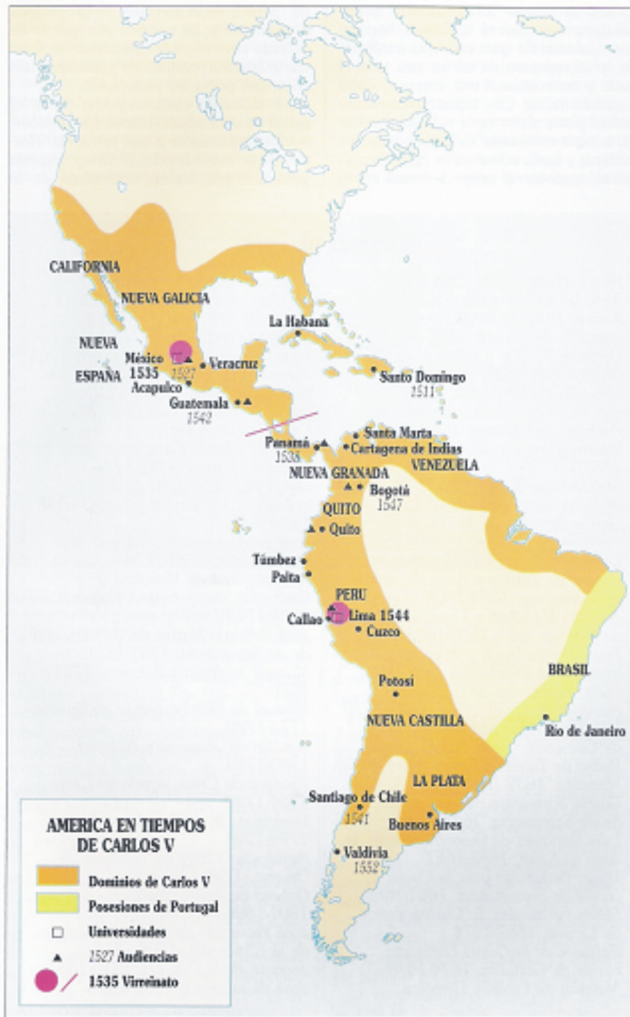 CALIFORNIA
NUEVA GALICIA
La Habana
NUEVA
ESPAÑA
México
1535
1527
Veracruz
Acapulco
Santo Domingo
1511
Guatemala
1542
Panamá
1538
Santa Marta
Cartagena de Indias
VENEZUELA
NUEVA GRANADA
Bogotá
1547
QUITO
Quito
Túmbez
Paita
PERU
Lima 1544
Callao
Cuzco
BRASIL
Potosí
NUEVA CASTILLA
Río de Janeiro
LA PLATA
Santiago de Chile
1541
Buenos Aires
Valdivia
1552
AMERICA EN TIEMPOS
DE CARLOS V
Dominios de Carlos V
Posesiones de Portugal
Universidades
1527 Audiencias
1535 Virreinato